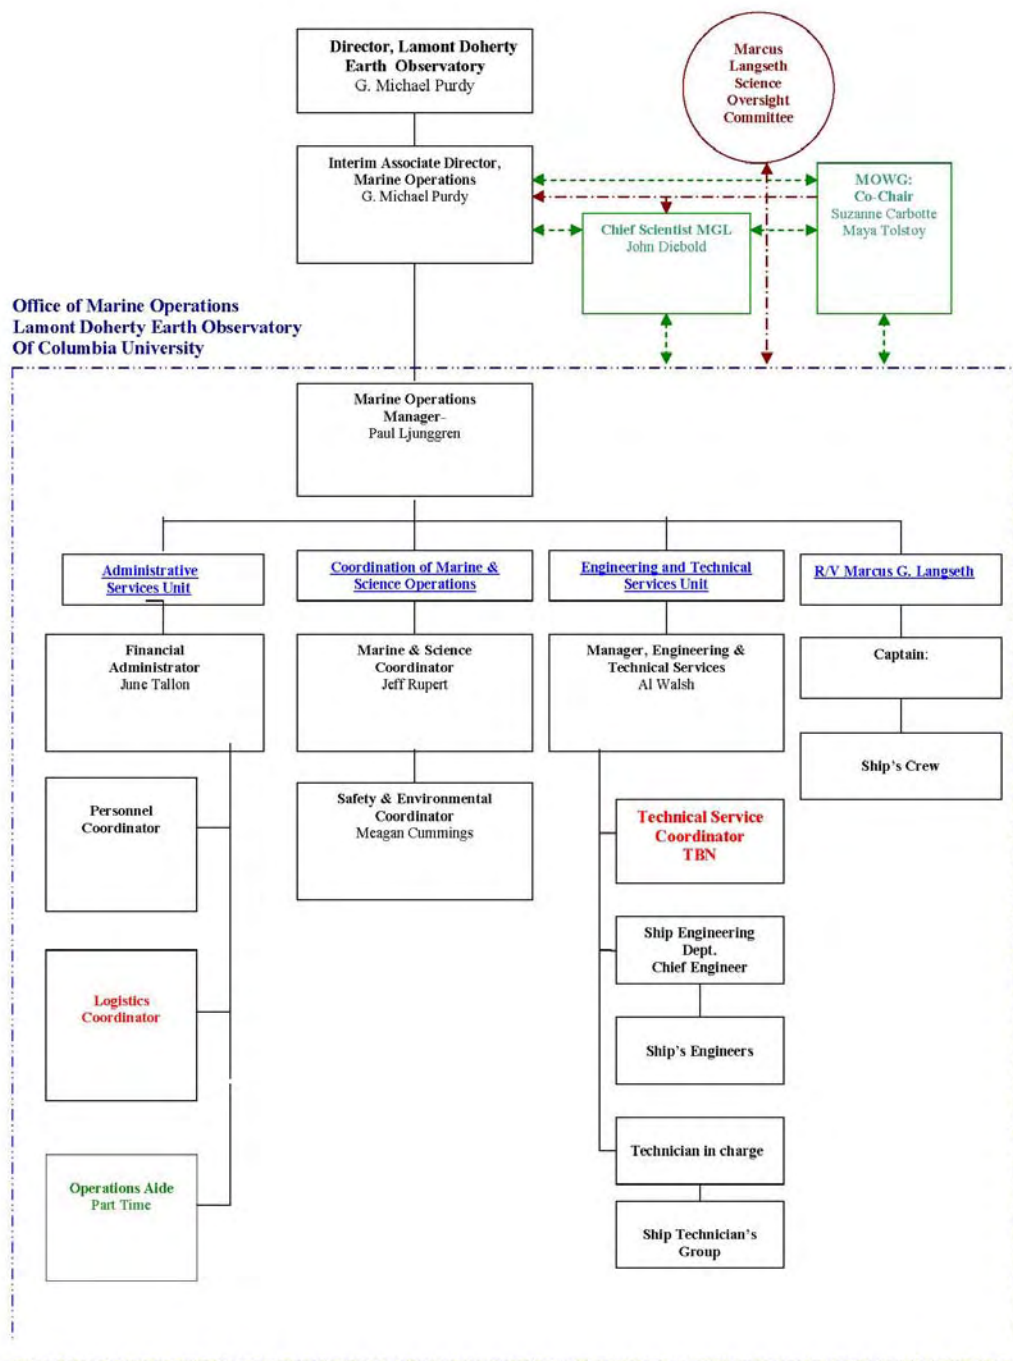 Director, Lamont Doherty
Earth Observatory
G. Michael Purdy
Marcus
Langseth
Science
Oversight
Committee
Interim Associate Director,
Marine Operations
G. Michael Purdy
MOWG:
Co-Chair
Suzanne Carbotte
Maya Tolstoy
Chief Scientist MGL
John Diebold
Office of Marine Operations
Lamont Doherty Earth Observatory
Of Columbia University
Marine Operations
Manager-
Paul Ljunggren
Administrative
Services Unit
Coordination of Marine &
Science Operations
Engineering and Technical
Services Unit
R/V Marcus G. Langseth
Financial
Administrator
June Tallon
Marine & Science
Coordinator
Jeff Rupert
Manager, Engineering &
Technical Services
Al Walsh
Captain:
Ship's Crew
Personnel
Coordinator
Safety & Environmental
Coordinator
Meagan Cummings
Technical Service
Coordinator
TBN
Ship Engineering
Dept.
Chief Engineer
Logistics
Coordinator
Ship's Engineers
Technician in charge
Operations Aide
Part Time
Ship Technician's
Group